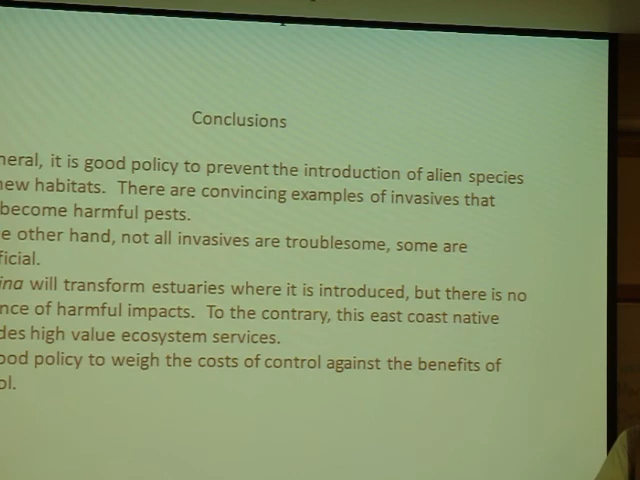 Conclusions
neral, it is good policy to prevent the introduction of alien species
new habitats. There are convincing examples of invasives that
become harmful pests.
e other hand, not all invasives are troublesome, some are
ficial.
ina will transform estuaries where it is introduced, but there is no
nce of harmful impacts. To the contrary, this east coast native
des high value ecosystem services.
ood policy to weigh the costs of control against the benefits of
ol.